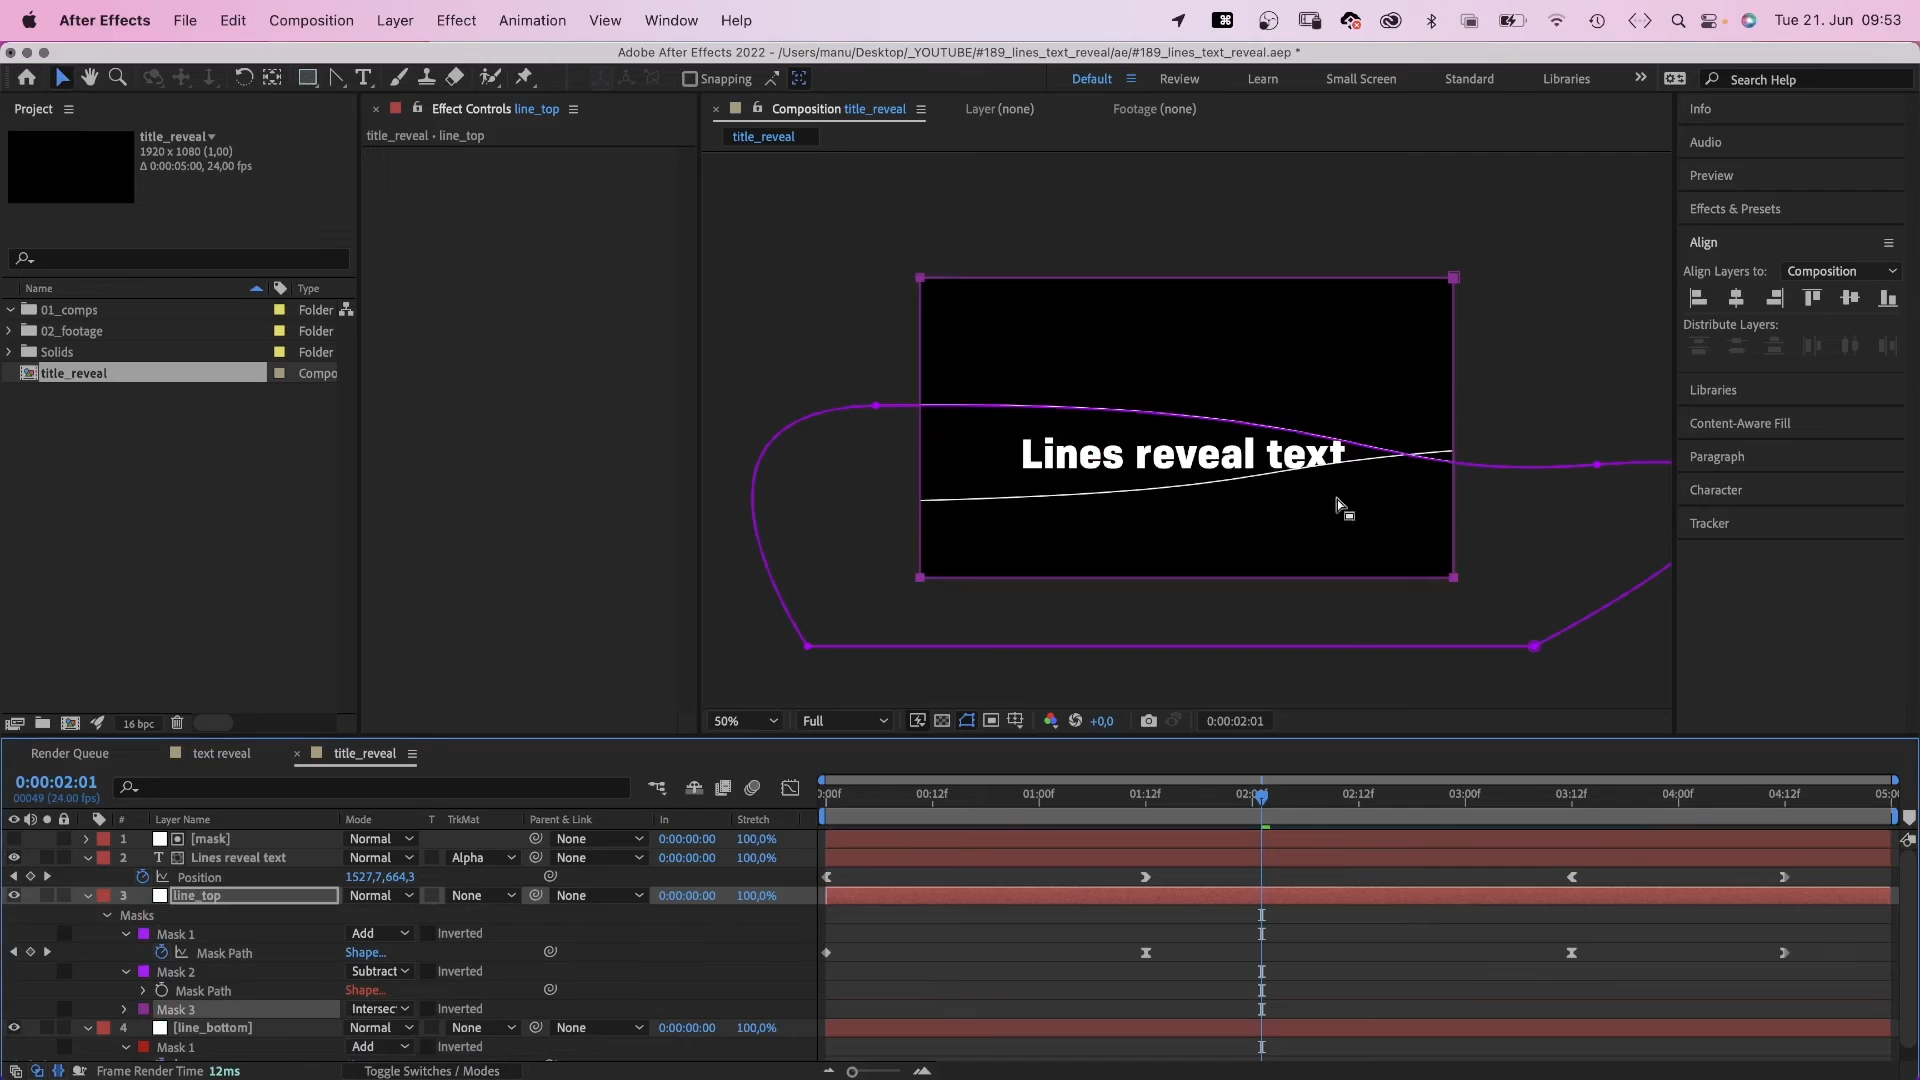 After Effects File Edit Composition Layer Effect Animation View Window Help Tue 21. Jun 09:53
Adobe After Effects 2022 - /Users/manu/Desktop/_YOUTUBE/#189_lines_text_reveal/ae/#189_lines_text_reveal.aep *
Snapping Default Review Learn Small Screen Standard Libraries Search Help
Project
title_reveal
1920 x 1080 (1,00)
Δ 0:00:05:00, 24,00 fps
Name Type
01_comps Folder
02_footage Folder
Solids Folder
title_reveal Compo
16 bpc
Effect Controls line_top
title_reveal • line_top
Composition title_reveal Layer (none) Footage (none)
title_reveal
Lines reveal text
50% Full +0,0 0:00:02:01
Info
Audio
Preview
Effects & Presets
Align
Align Layers to: Composition
Distribute Layers:
Libraries
Content-Aware Fill
Paragraph
Character
Tracker
Render Queue text reveal title_reveal
0:00:02:01
00049 (24.00 fps)
:00f 00:12f 01:00f 01:12f 02:00f 02:12f 03:00f 03:12f 04:00f 04:12f 05:00
# Layer Name Mode T TrkMat Parent & Link In Stretch
1 [mask] Normal None 0:00:00:00 100,0%
2 T Lines reveal text Normal Alpha None 0:00:00:00 100,0%
Position 1527,7,664,3
3 line_top Normal None None 0:00:00:00 100,0%
Masks
Mask 1 Add Inverted
Mask Path Shape...
Mask 2 Subtract Inverted
Mask Path Shape...
Mask 3 Intersec Inverted
4 [line_bottom] Normal None None 0:00:00:00 100,0%
Mask 1 Add Inverted
Frame Render Time 12ms Toggle Switches / Modes